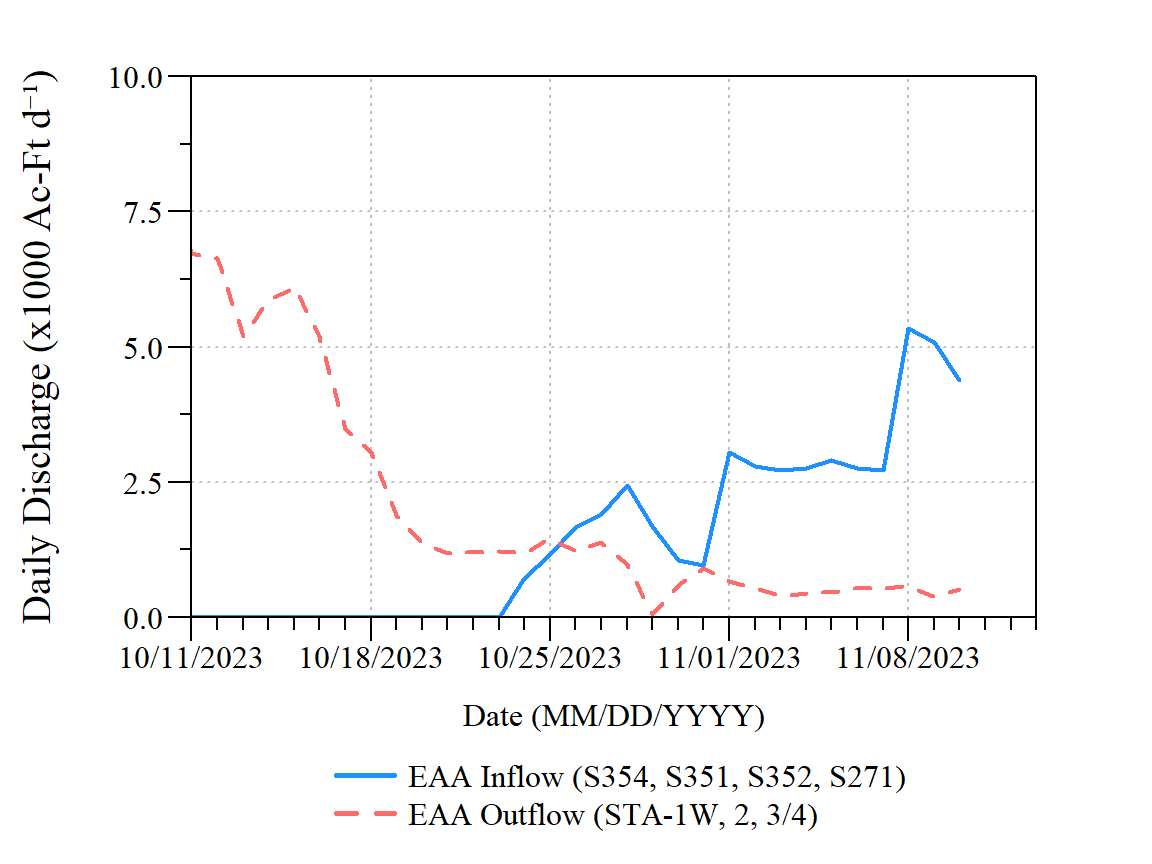 Daily Discharge (x1000 Ac-Ft d⁻¹)
10.0
7.5
5.0
2.5
0.0
10/11/2023 10/18/2023 10/25/2023 11/01/2023 11/08/2023
Date (MM/DD/YYYY)
EAA Inflow (S354, S351, S352, S271)
EAA Outflow (STA-1W, 2, 3/4)